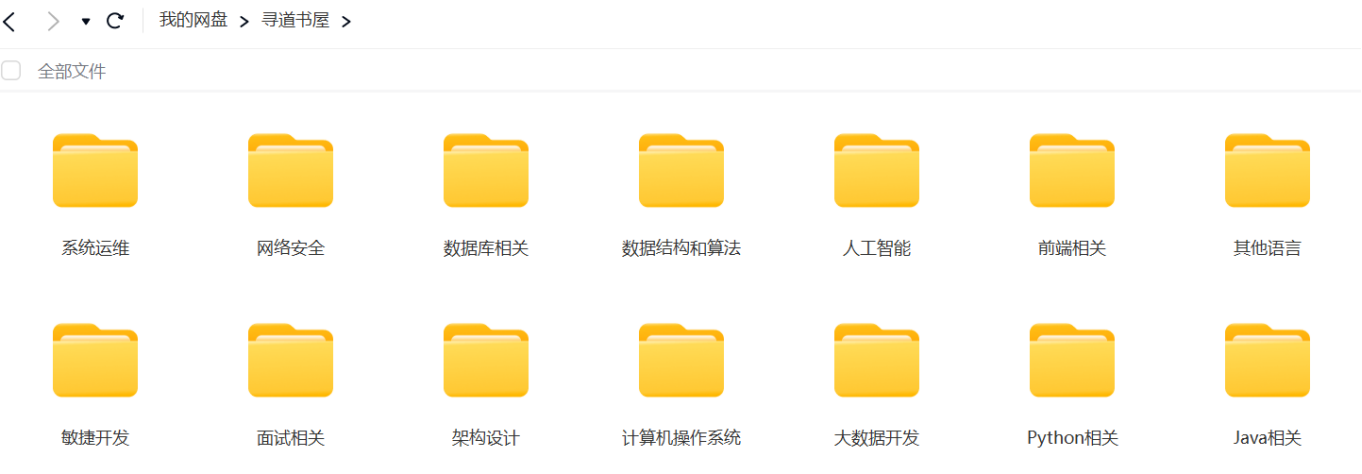 我的网盘 > 寻道书屋 >
全部文件
系统运维 网络安全 数据库相关 数据结构和算法 人工智能 前端相关 其他语言
敏捷开发 面试相关 架构设计 计算机操作系统 大数据开发 Python相关 Java相关